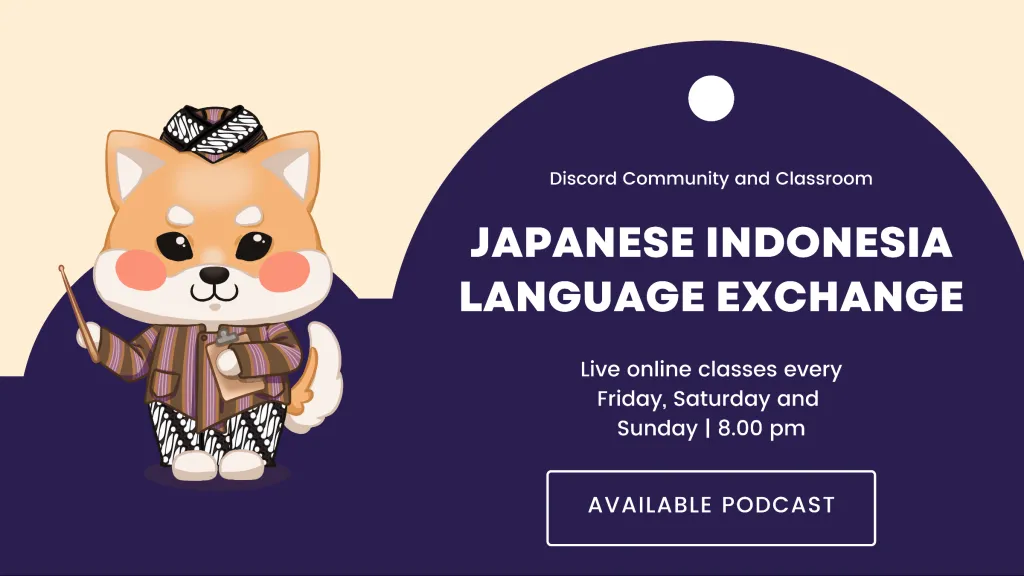 Discord Community and Classroom
JAPANESE INDONESIA
LANGUAGE EXCHANGE
Live online classes every
Friday, Saturday and
Sunday | 8.00 pm
AVAILABLE PODCAST